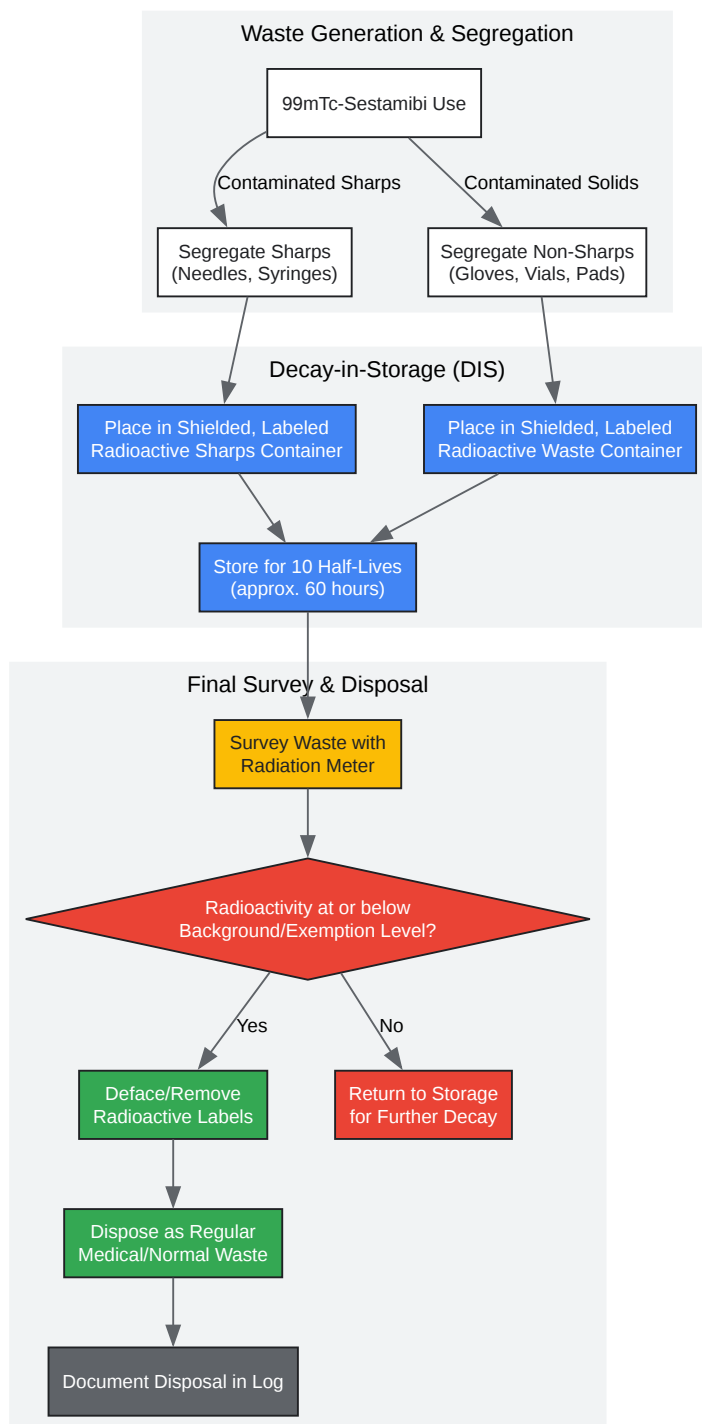 Waste Generation & Segregation
99mTc-Sestamibi Use
Contaminated Sharps
Contaminated Solids
Segregate Sharps
(Needles, Syringes)
Segregate Non-Sharps
(Gloves, Vials, Pads)
Decay-in-Storage (DIS)
Place in Shielded, Labeled
Radioactive Sharps Container
Place in Shielded, Labeled
Radioactive Waste Container
Store for 10 Half-Lives
(approx. 60 hours)
Final Survey & Disposal
Survey Waste with
Radiation Meter
Radioactivity at or below
Background/Exemption Level?
Yes
No
Deface/Remove
Radioactive Labels
Return to Storage
for Further Decay
Dispose as Regular
Medical/Normal Waste
Document Disposal in Log